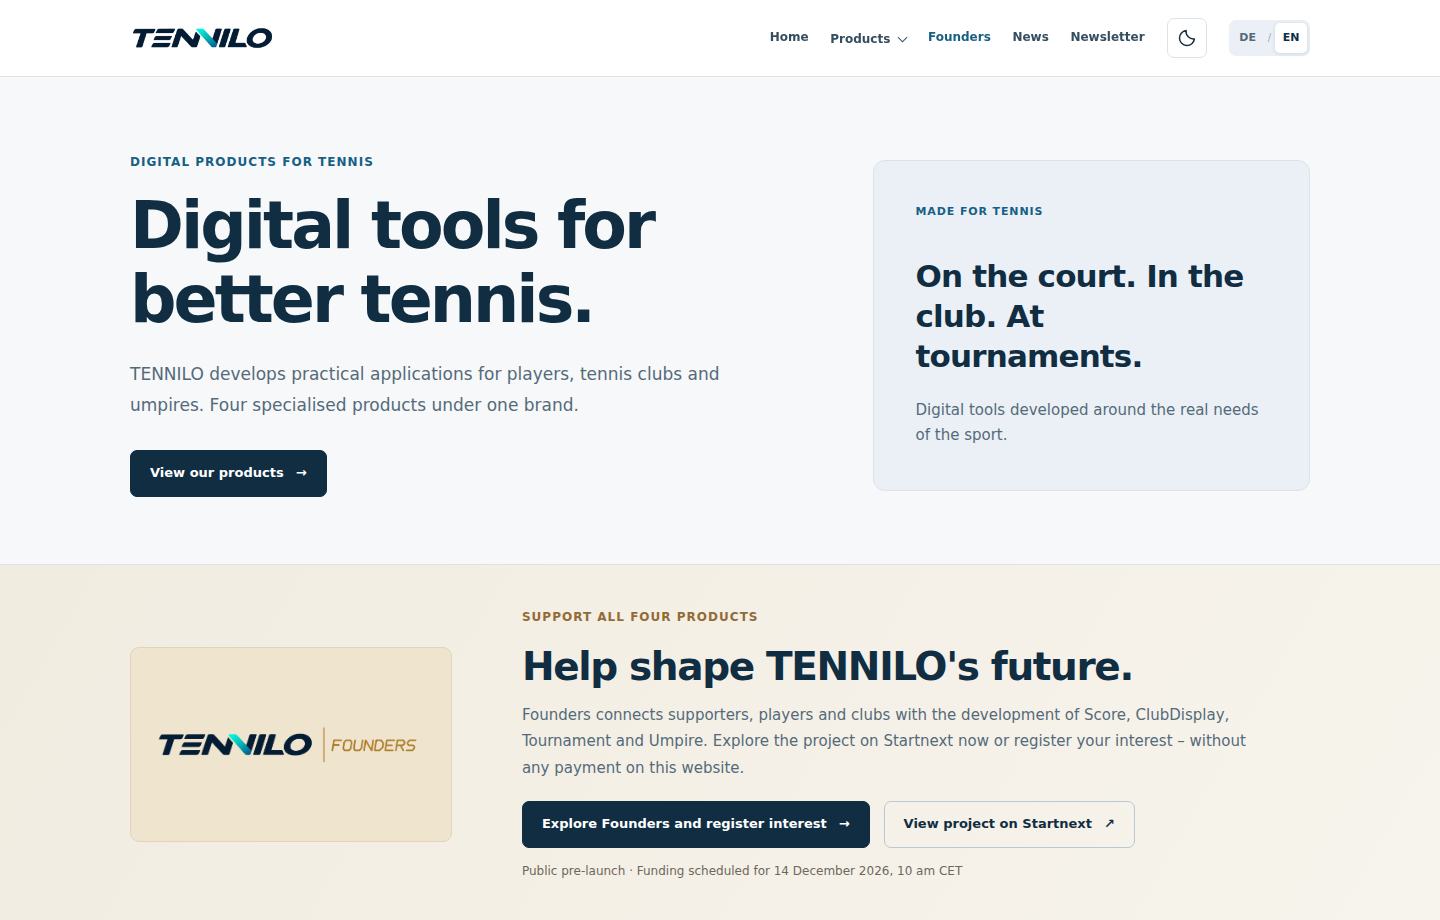 TENNILO
Home
Products
Founders
News
Newsletter
DE / EN
DIGITAL PRODUCTS FOR TENNIS
Digital tools for
better tennis.
TENNILO develops practical applications for players, tennis clubs and
umpires. Four specialised products under one brand.
View our products →
MADE FOR TENNIS
On the court. In the
club. At
tournaments.
Digital tools developed around the real needs
of the sport.
TENNILO | FOUNDERS
SUPPORT ALL FOUR PRODUCTS
Help shape TENNILO's future.
Founders connects supporters, players and clubs with the development of Score, ClubDisplay,
Tournament and Umpire. Explore the project on Startnext now or register your interest – without
any payment on this website.
Explore Founders and register interest →
View project on Startnext ↗
Public pre-launch · Funding scheduled for 14 December 2026, 10 am CET